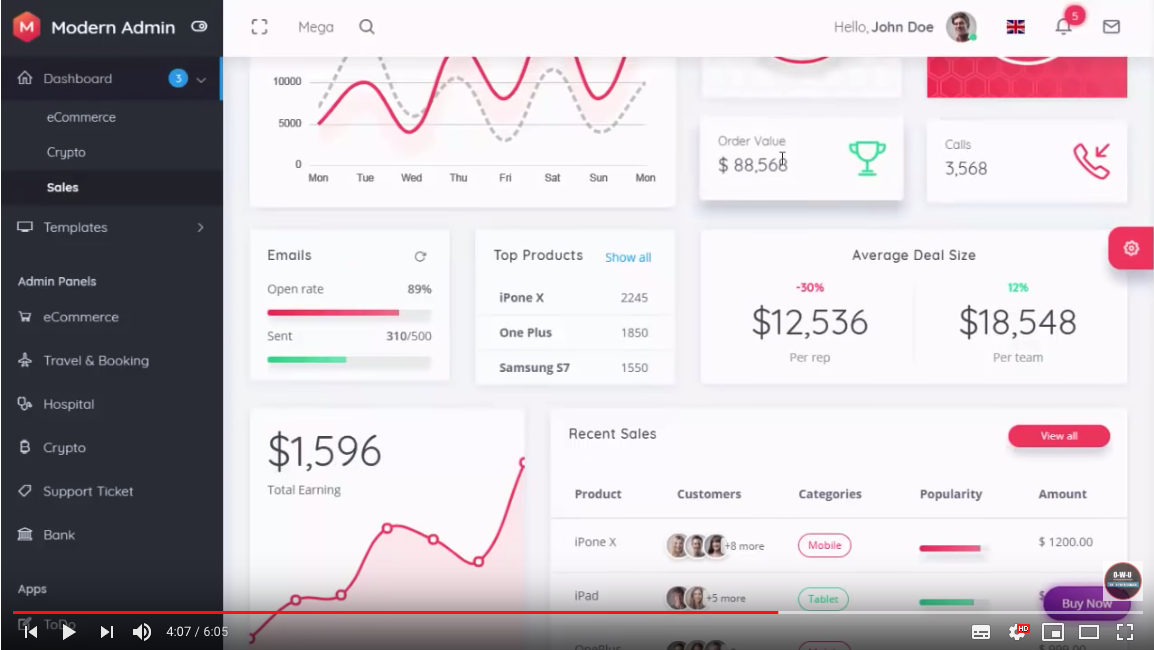 Modern Admin
Mega
Hello, John Doe
5
Dashboard 3
eCommerce
Crypto
Sales
Templates
Admin Panels
eCommerce
Travel & Booking
Hospital
Crypto
Support Ticket
Bank
Apps
ToDo
10000
5000
0
Mon Tue Wed Thu Fri Sat Sun Mon
Order Value
$ 88,568
Calls
3,568
Emails
Open rate 89%
Sent 310/500
Top Products Show all
iPone X 2245
One Plus 1850
Samsung S7 1550
Average Deal Size
-30% 12%
$12,536 $18,548
Per rep Per team
$1,596
Total Earning
Recent Sales View all
Product Customers Categories Popularity Amount
iPone X +8 more Mobile $ 1200.00
iPad +5 more Tablet
Buy Now
D-W-U
4:07 / 6:05
HD